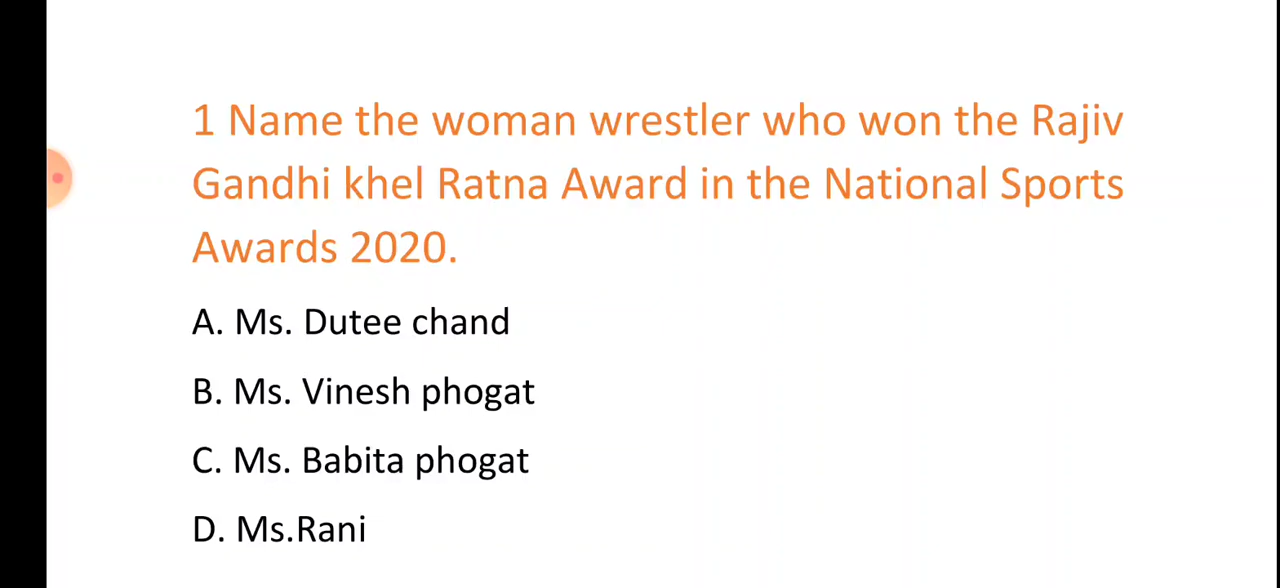 1 Name the woman wrestler who won the Rajiv
Gandhi khel Ratna Award in the National Sports
Awards 2020.
A. Ms. Dutee chand
B. Ms. Vinesh phogat
C. Ms. Babita phogat
D. Ms.Rani